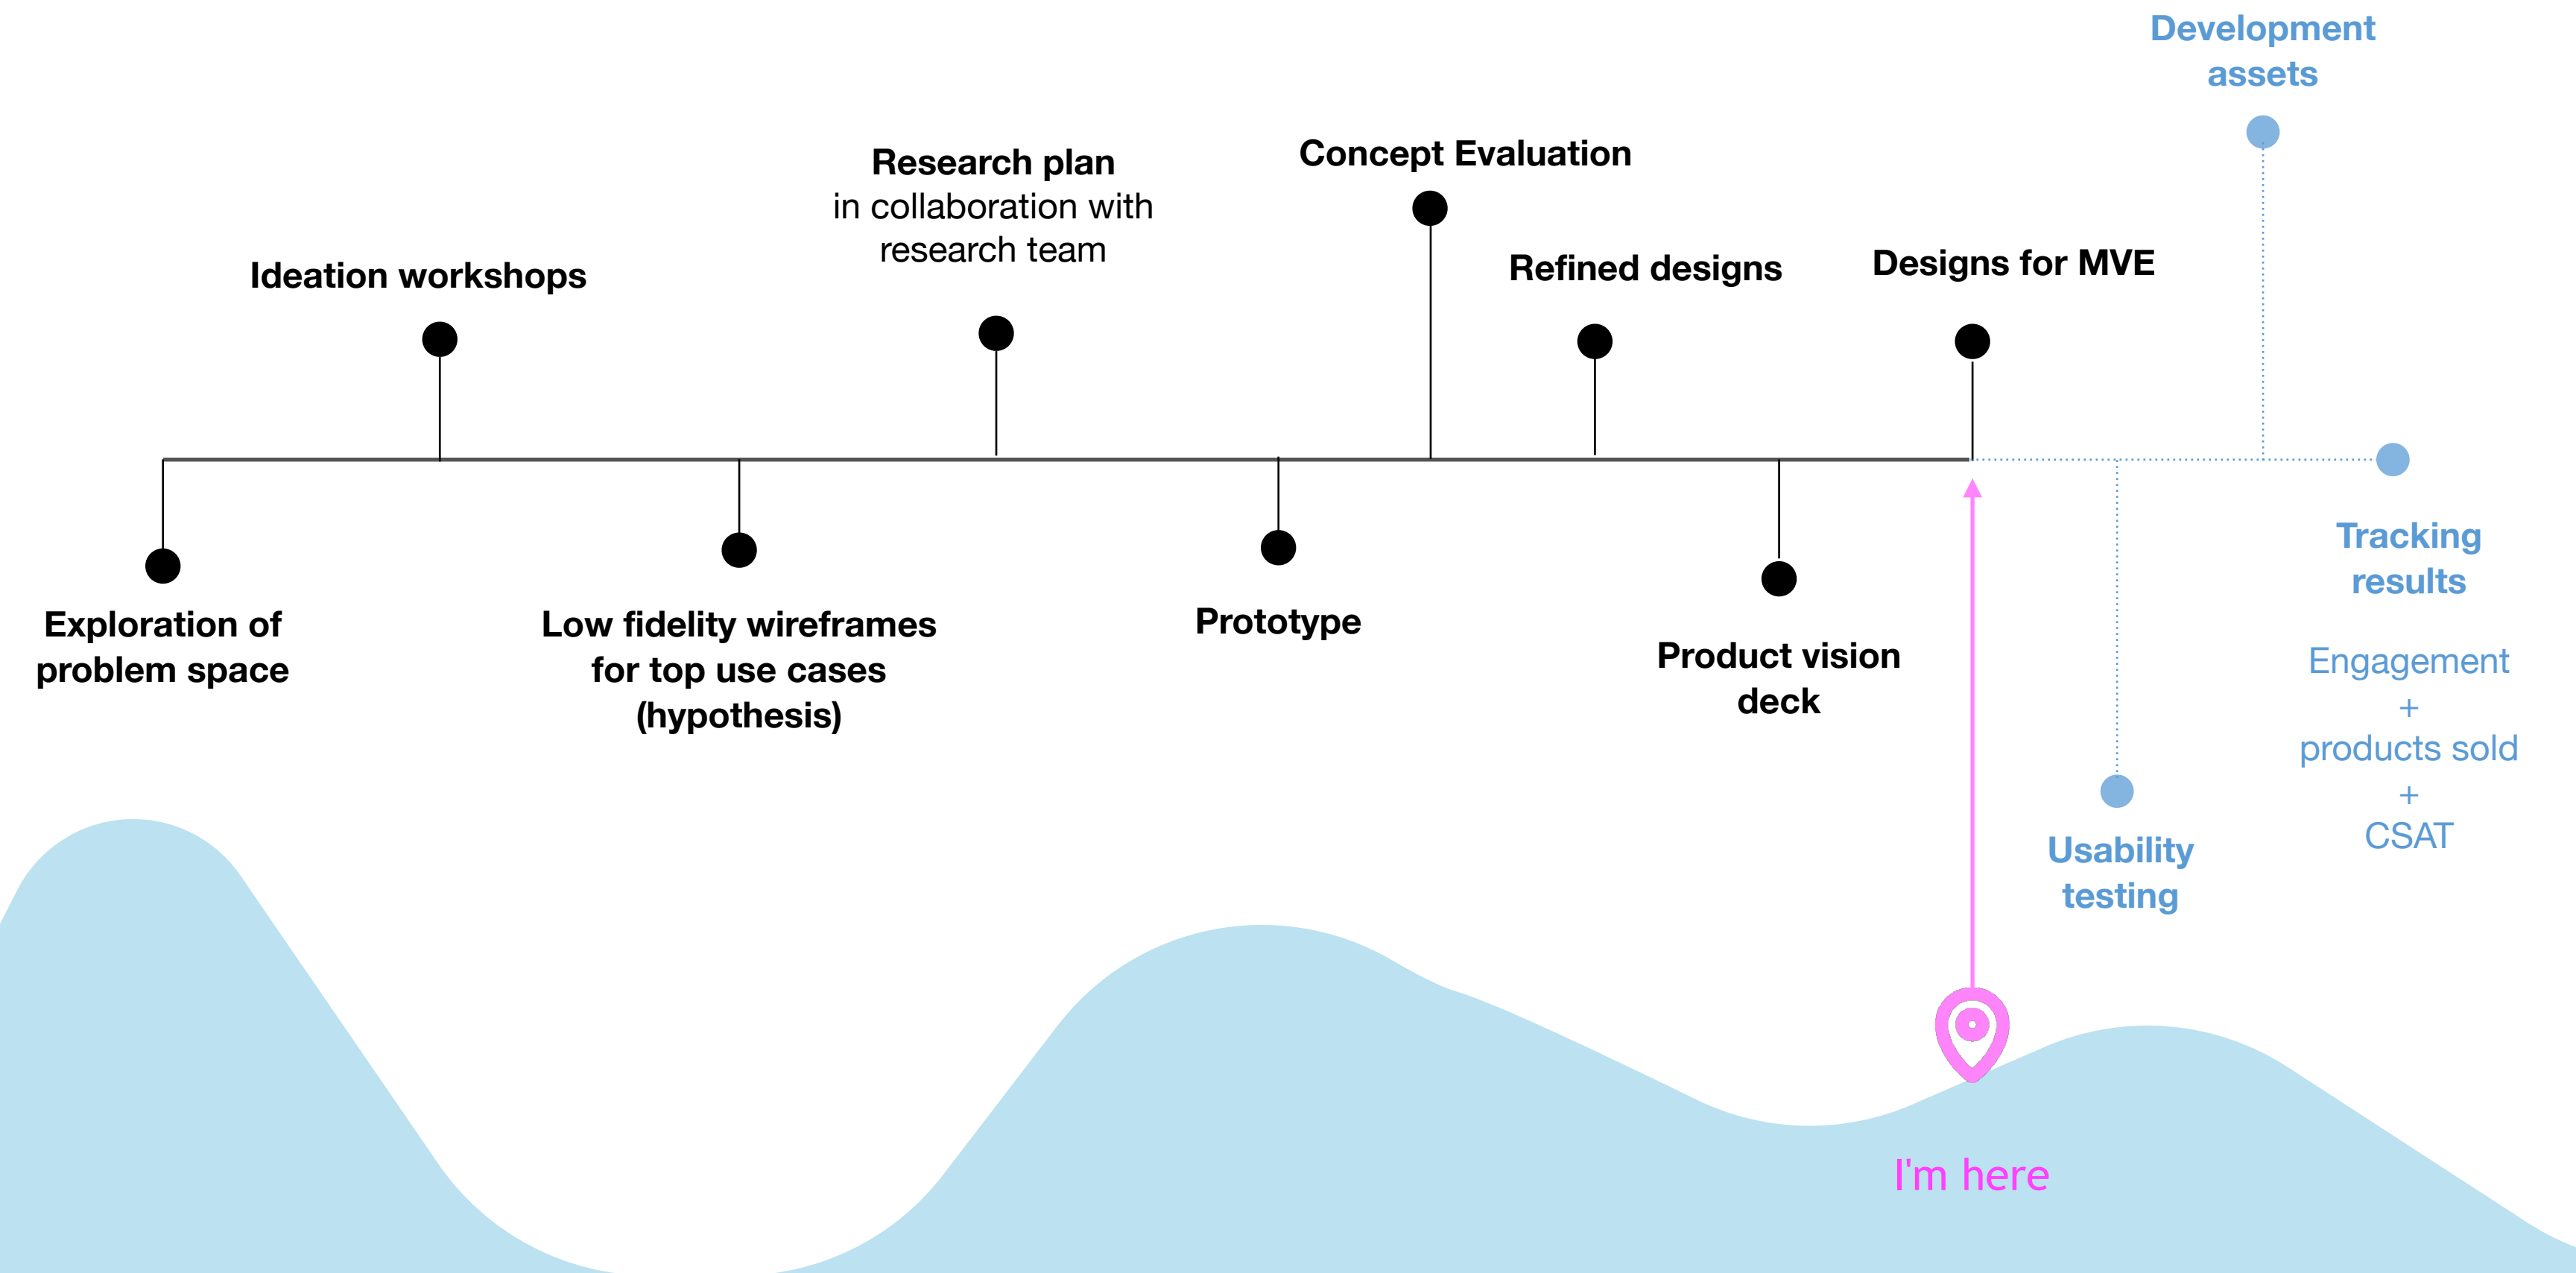 Development
assets
Concept Evaluation
Research plan
in collaboration with
research team
Ideation workshops
Refined designs
Designs for MVE
Exploration of
problem space
Low fidelity wireframes
for top use cases
(hypothesis)
Prototype
Product vision
deck
Tracking
results
Engagement
+
products sold
+
CSAT
Usability
testing
I'm here